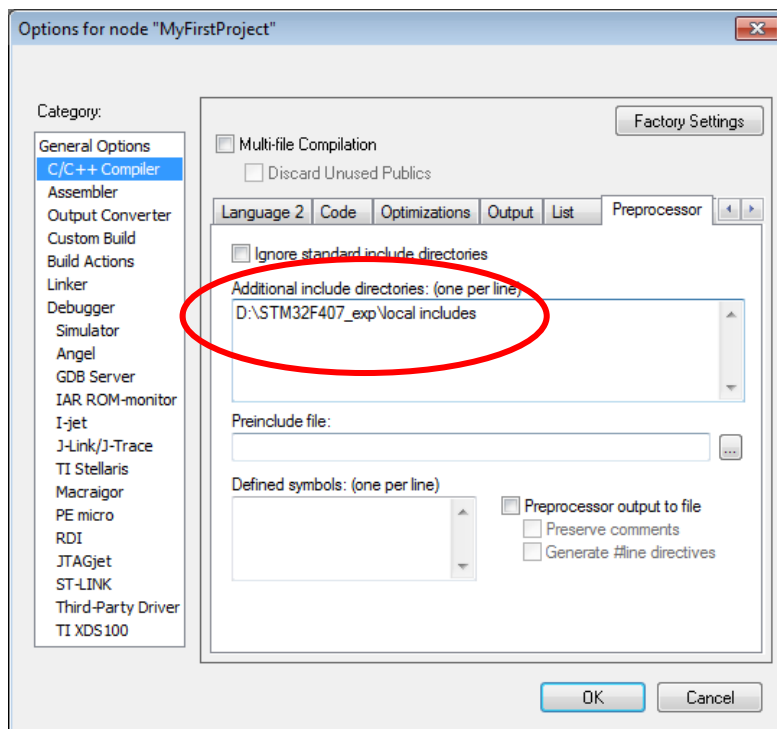 Options for node "MyFirstProject"
Category:
General Options
C/C++ Compiler
Assembler
Output Converter
Custom Build
Build Actions
Linker
Debugger
Simulator
Angel
GDB Server
IAR ROM-monitor
I-jet
J-Link/J-Trace
TI Stellaris
Macraigor
PE micro
RDI
JTAGjet
ST-LINK
Third-Party Driver
TI XDS100
Factory Settings
Multi-file Compilation
Discard Unused Publics
Language 2 Code Optimizations Output List Preprocessor
Ignore standard include directories
Additional include directories: (one per line)
D:\STM32F407_exp\local includes
Preinclude file:
...
Defined symbols: (one per line)
Preprocessor output to file
Preserve comments
Generate #line directives
OK Cancel